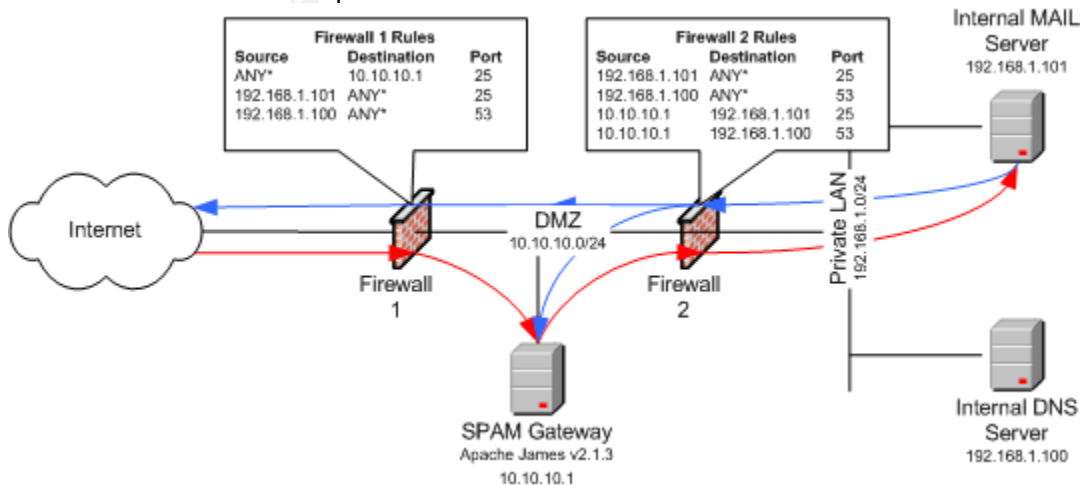 Firewall 1 Rules
Source Destination Port
ANY* 10.10.10.1 25
192.168.1.101 ANY* 25
192.168.1.100 ANY* 53
Firewall 2 Rules
Source Destination Port
192.168.1.101 ANY* 25
192.168.1.100 ANY* 53
10.10.10.1 192.168.1.101 25
10.10.10.1 192.168.1.100 53
Internal MAIL
Server
192.168.1.101
Internet
Firewall
1
DMZ
10.10.10.0/24
Firewall
2
Private LAN
192.168.1.0/24
SPAM Gateway
Apache James v2.1.3
10.10.10.1
Internal DNS
Server
192.168.1.100